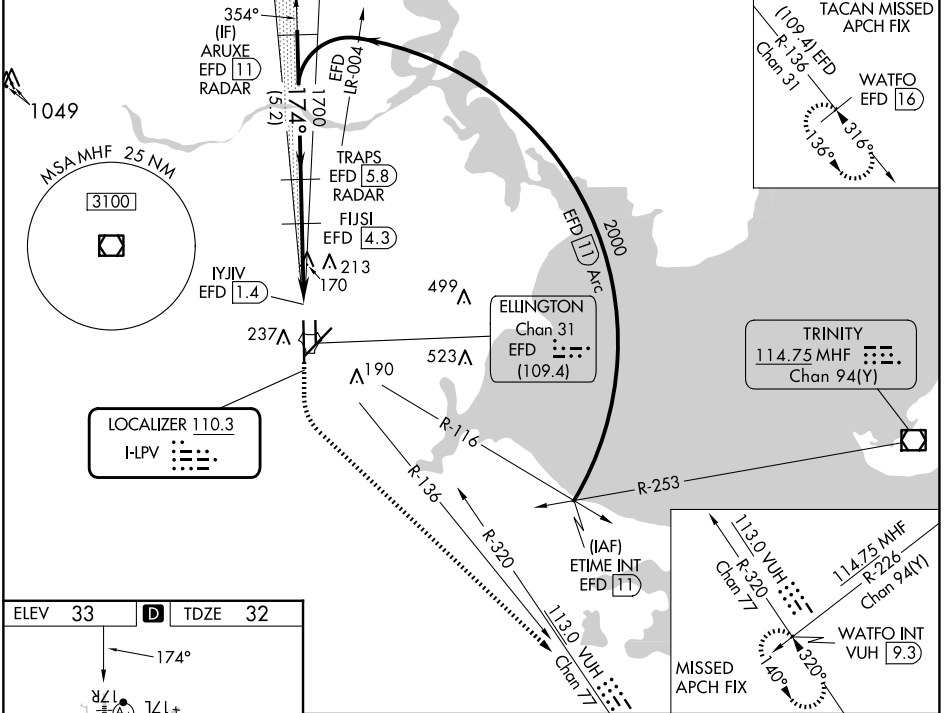 354°
(IF)
ARUXE
EFD 11
RADAR
1049
MSA MHF 25 NM
3100
174°
(5.2)
1700
EFD
LR-004
TRAPS
EFD 5.8
RADAR
FIJSI
EFD 4.3
IYJIV
EFD 1.4
213
170
237
499
523
190
EFD 11 Arc
2000
ELLINGTON
Chan 31
EFD
(109.4)
TRINITY
114.75 MHF
Chan 94(Y)
LOCALIZER 110.3
I-LPV
R-116
R-136
R-320
R-253
(IAF)
ETIME INT
EFD 11
113.0 VUH
Chan 77
TACAN MISSED
APCH FIX
(109.4) EFD
R-136
Chan 31
WATFO
EFD 16
136°
316°
113.0 VUH
R-320
Chan 77
114.75 MHF
R-226
Chan 94(Y)
WATFO INT
VUH 9.3
140°
320°
MISSED
APCH FIX
ELEV 33 D TDZE 32
174°
17R
17L